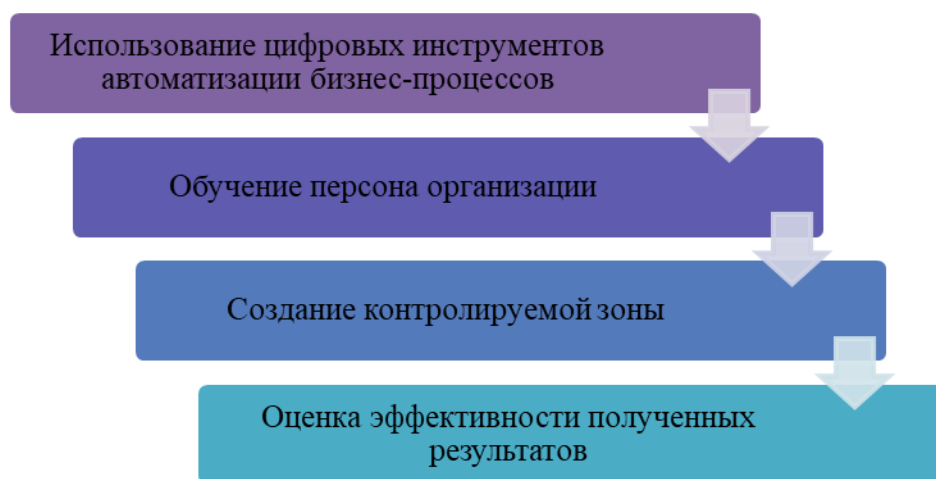 Использование цифровых инструментов
автоматизации бизнес-процессов
Обучение персона организации
Создание контролируемой зоны
Оценка эффективности полученных
результатов